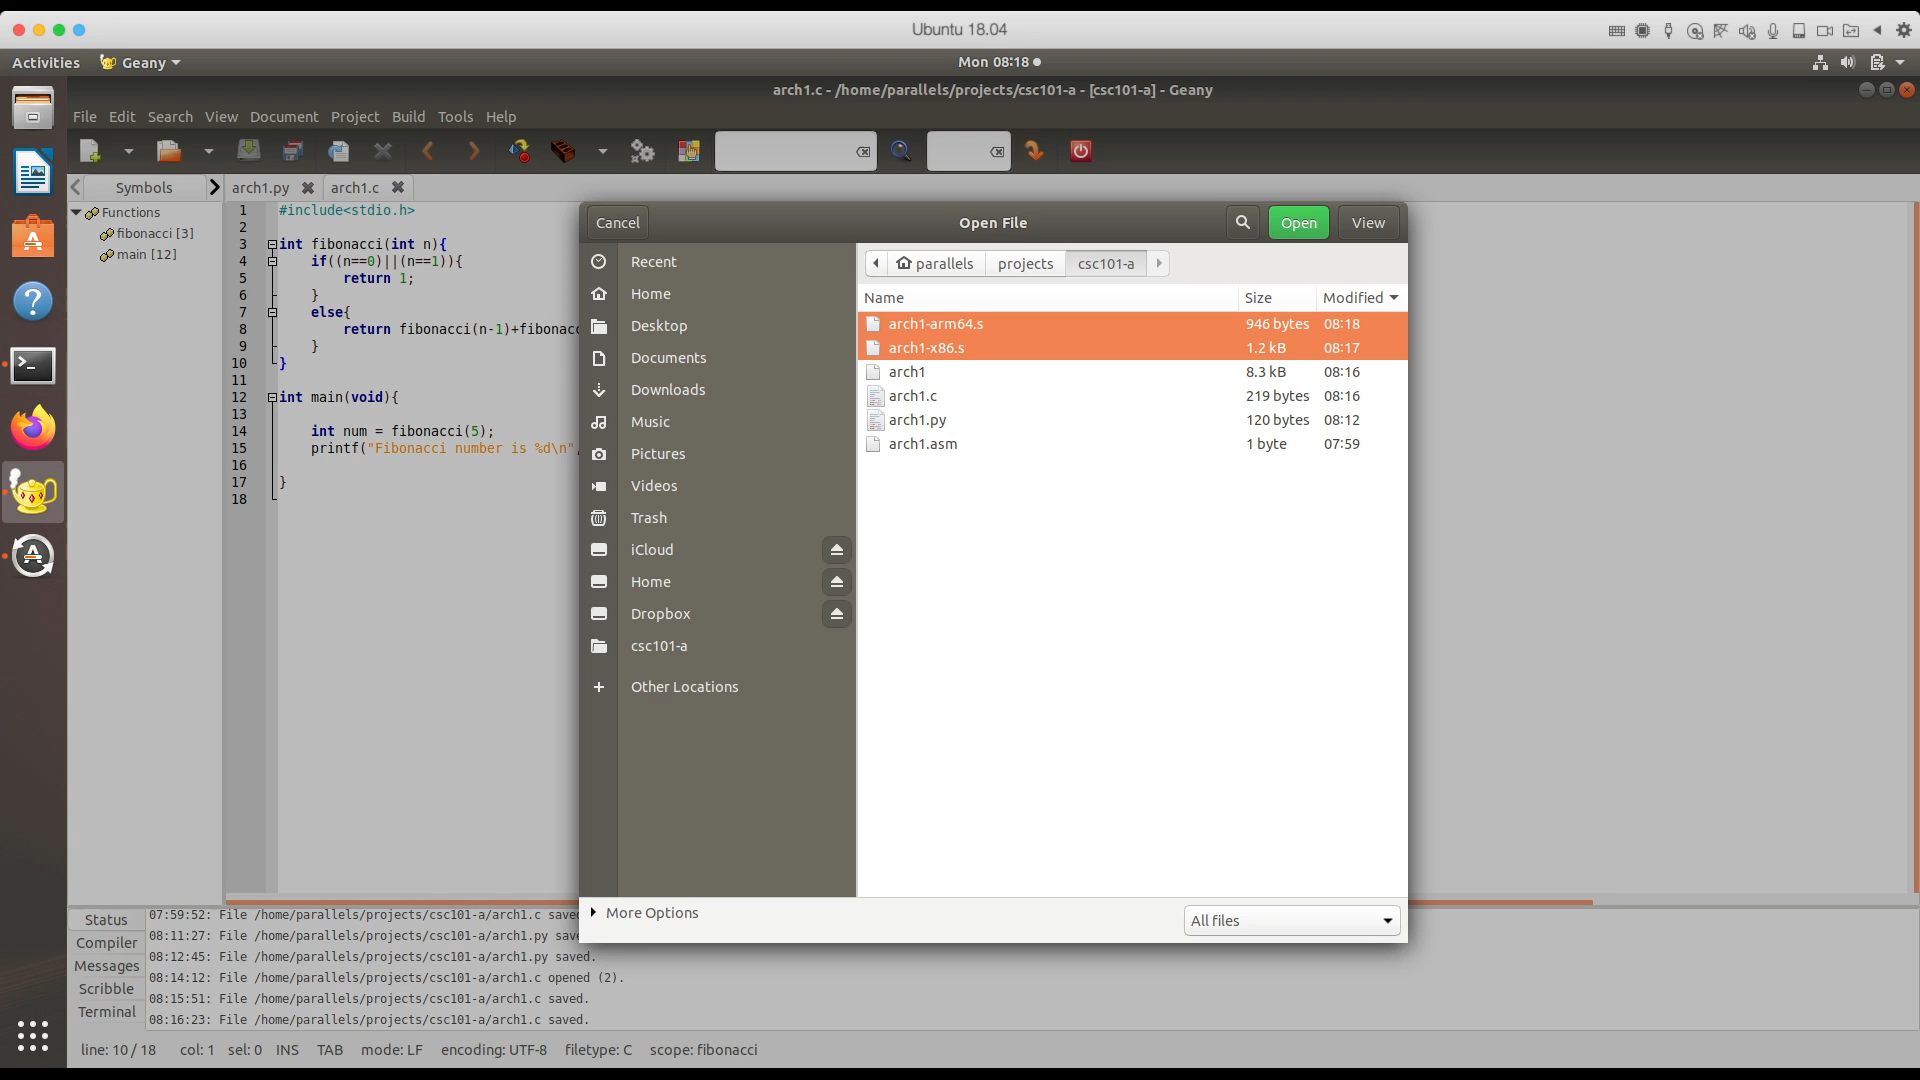 Ubuntu 18.04
Activities
Geany
Mon 08:18
arch1.c - /home/parallels/projects/csc101-a - [csc101-a] - Geany
File Edit Search View Document Project Build Tools Help
Symbols
arch1.py
arch1.c
Functions
fibonacci [3]
main [12]
1 #include<stdio.h>
2
3 int fibonacci(int n){
4 if((n==0)||(n==1)){
5 return 1;
6 }
7 else{
8 return fibonacci(n-1)+fibonacc
9 }
10 }
11
12 int main(void){
13
14 int num = fibonacci(5);
15 printf("Fibonacci number is %d\n",
16
17 }
18
Cancel
Open File
Open
View
Recent
Home
Desktop
Documents
Downloads
Music
Pictures
Videos
Trash
iCloud
Home
Dropbox
csc101-a
Other Locations
parallels projects csc101-a
Name Size Modified
arch1-arm64.s 946 bytes 08:18
arch1-x86.s 1.2 kB 08:17
arch1 8.3 kB 08:16
arch1.c 219 bytes 08:16
arch1.py 120 bytes 08:12
arch1.asm 1 byte 07:59
More Options
All files
Status
Compiler
Messages
Scribble
Terminal
07:59:52: File /home/parallels/projects/csc101-a/arch1.c save
08:11:27: File /home/parallels/projects/csc101-a/arch1.py save
08:12:45: File /home/parallels/projects/csc101-a/arch1.py saved.
08:14:12: File /home/parallels/projects/csc101-a/arch1.c opened (2).
08:15:51: File /home/parallels/projects/csc101-a/arch1.c saved.
08:16:23: File /home/parallels/projects/csc101-a/arch1.c saved.
line: 10 / 18 col: 1 sel: 0 INS TAB mode: LF encoding: UTF-8 filetype: C scope: fibonacci